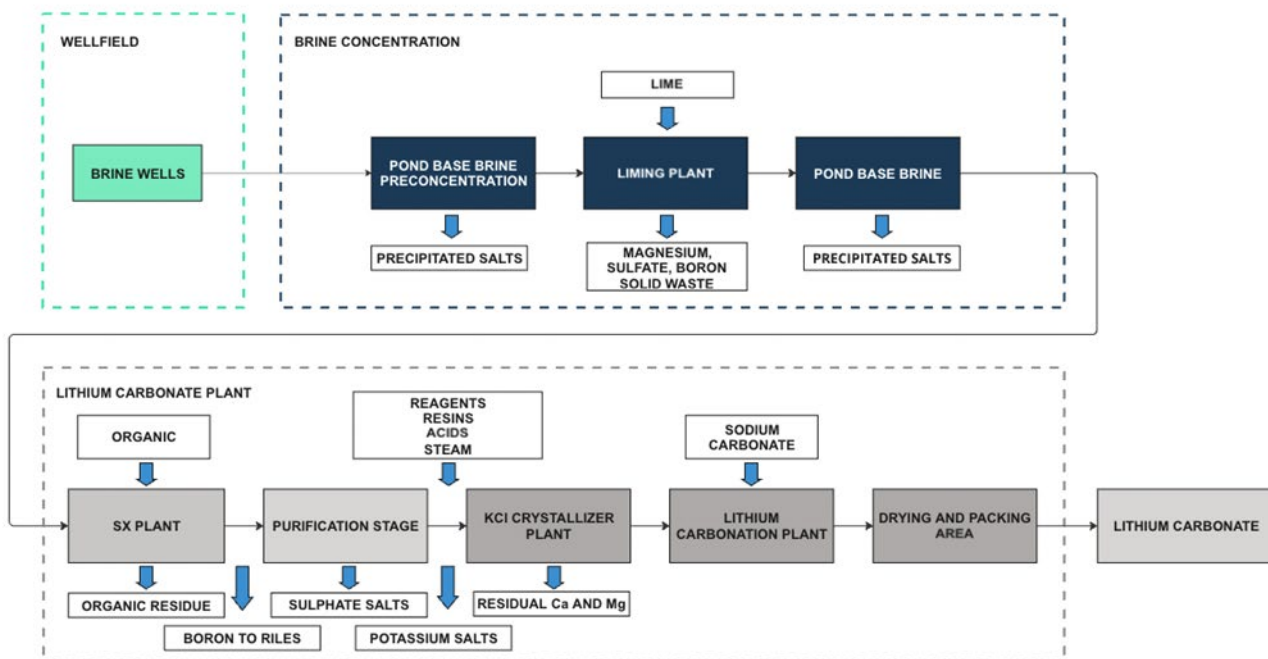 WELLFIELD
BRINE CONCENTRATION
LIME
BRINE WELLS
POND BASE BRINE
PRECONCENTRATION
LIMING PLANT
POND BASE BRINE
PRECIPITATED SALTS
MAGNESIUM,
SULFATE, BORON
SOLID WASTE
PRECIPITATED SALTS
LITHIUM CARBONATE PLANT
ORGANIC
REAGENTS
RESINS
ACIDS
STEAM
SODIUM
CARBONATE
SX PLANT
PURIFICATION STAGE
KCI CRYSTALLIZER
PLANT
LITHIUM
CARBONATION PLANT
DRYING AND PACKING
AREA
LITHIUM CARBONATE
ORGANIC RESIDUE
BORON TO RILES
SULPHATE SALTS
POTASSIUM SALTS
RESIDUAL Ca AND Mg